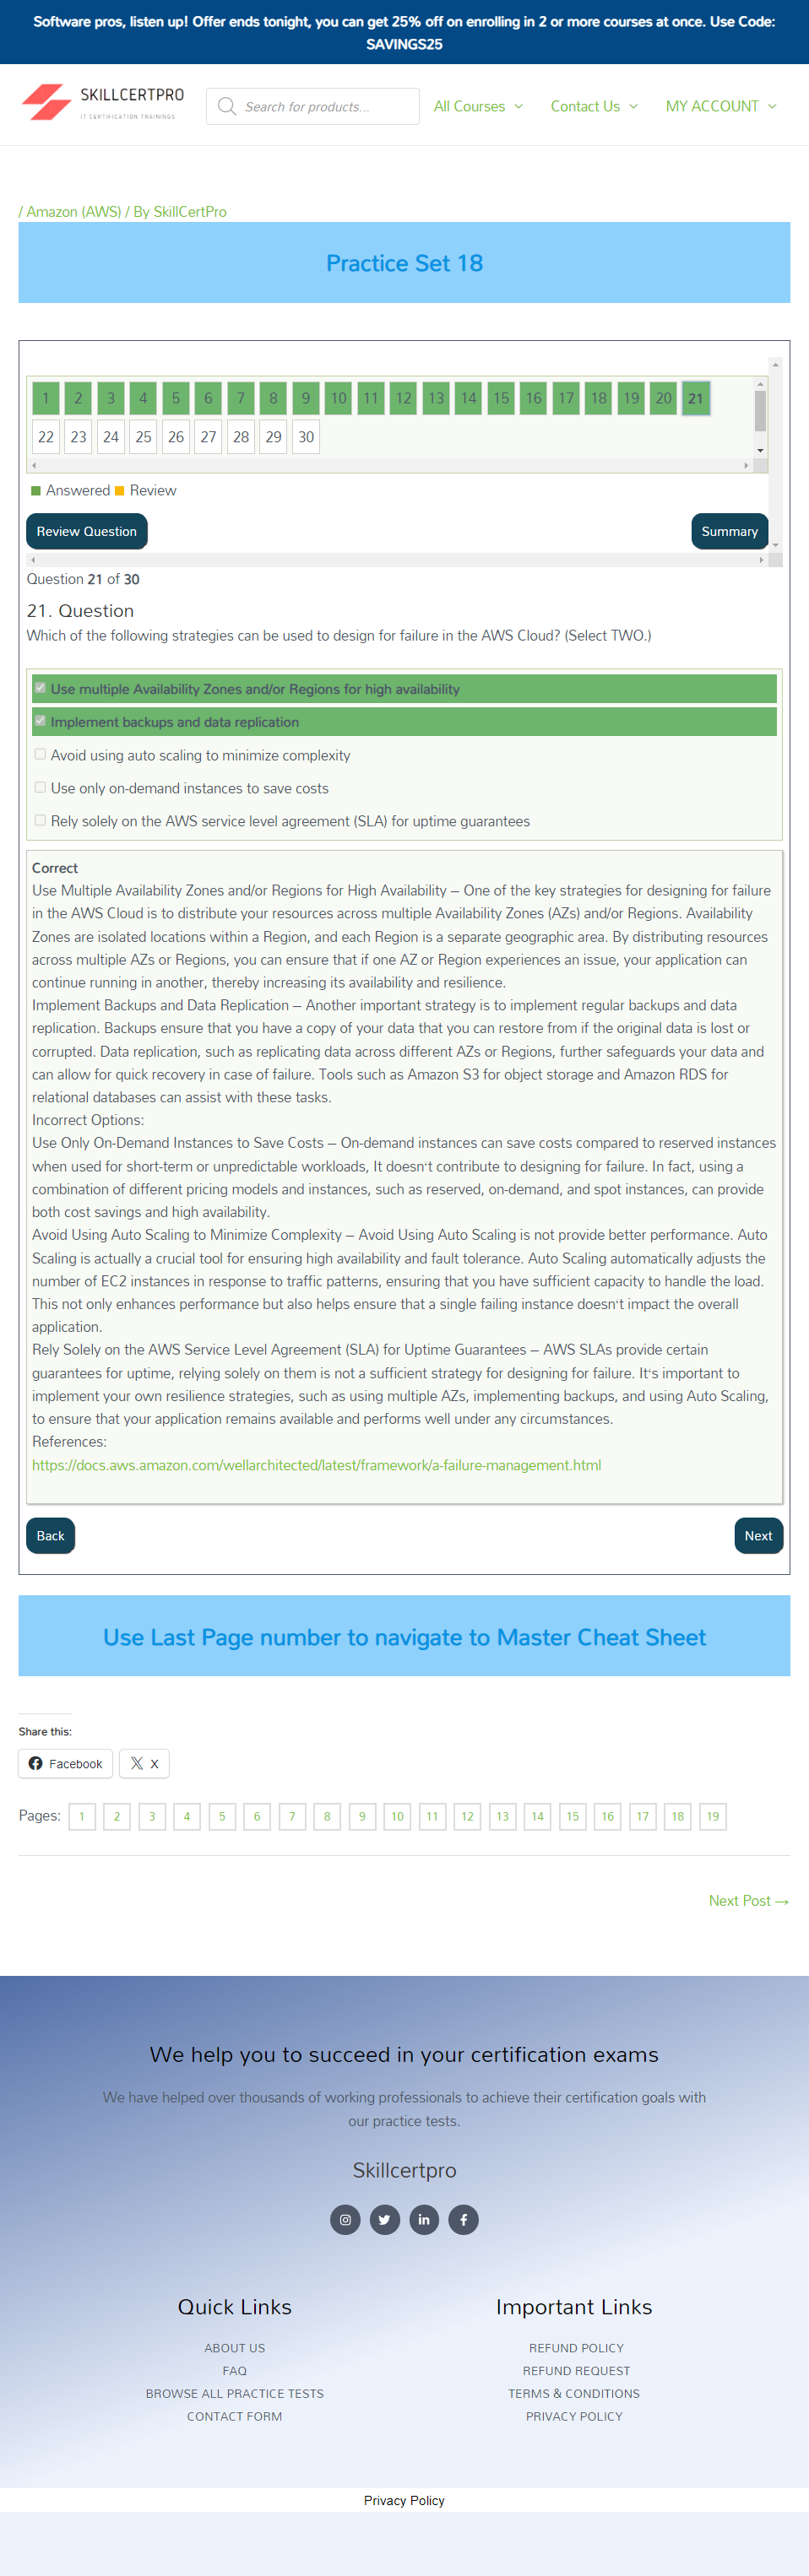 Software pros, listen up! Offer ends tonight, you can get 25% off on enrolling in 2 or more courses at once. Use Code:
SAVINGS25
SKILLCERTPRO
IT CERTIFICATION TRAININGS
Search for products...
All Courses
Contact Us
MY ACCOUNT
/ Amazon (AWS) / By SkillCertPro
Practice Set 18
1 2 3 4 5 6 7 8 9 10 11 12 13 14 15 16 17 18 19 20 21
22 23 24 25 26 27 28 29 30
Answered Review
Review Question
Summary
Question 21 of 30
21. Question
Which of the following strategies can be used to design for failure in the AWS Cloud? (Select TWO.)
Use multiple Availability Zones and/or Regions for high availability
Implement backups and data replication
Avoid using auto scaling to minimize complexity
Use only on-demand instances to save costs
Rely solely on the AWS service level agreement (SLA) for uptime guarantees
Correct
Use Multiple Availability Zones and/or Regions for High Availability – One of the key strategies for designing for failure
in the AWS Cloud is to distribute your resources across multiple Availability Zones (AZs) and/or Regions. Availability
Zones are isolated locations within a Region, and each Region is a separate geographic area. By distributing resources
across multiple AZs or Regions, you can ensure that if one AZ or Region experiences an issue, your application can
continue running in another, thereby increasing its availability and resilience.
Implement Backups and Data Replication – Another important strategy is to implement regular backups and data
replication. Backups ensure that you have a copy of your data that you can restore from if the original data is lost or
corrupted. Data replication, such as replicating data across different AZs or Regions, further safeguards your data and
can allow for quick recovery in case of failure. Tools such as Amazon S3 for object storage and Amazon RDS for
relational databases can assist with these tasks.
Incorrect Options:
Use Only On-Demand Instances to Save Costs – On-demand instances can save costs compared to reserved instances
when used for short-term or unpredictable workloads, It doesn't contribute to designing for failure. In fact, using a
combination of different pricing models and instances, such as reserved, on-demand, and spot instances, can provide
both cost savings and high availability.
Avoid Using Auto Scaling to Minimize Complexity – Avoid Using Auto Scaling is not provide better performance. Auto
Scaling is actually a crucial tool for ensuring high availability and fault tolerance. Auto Scaling automatically adjusts the
number of EC2 instances in response to traffic patterns, ensuring that you have sufficient capacity to handle the load.
This not only enhances performance but also helps ensure that a single failing instance doesn't impact the overall
application.
Rely Solely on the AWS Service Level Agreement (SLA) for Uptime Guarantees – AWS SLAs provide certain
guarantees for uptime, relying solely on them is not a sufficient strategy for designing for failure. It's important to
implement your own resilience strategies, such as using multiple AZs, implementing backups, and using Auto Scaling,
to ensure that your application remains available and performs well under any circumstances.
References:
https://docs.aws.amazon.com/wellarchitected/latest/framework/a-failure-management.html
Back
Next
Use Last Page number to navigate to Master Cheat Sheet
Share this:
Facebook
X
Pages: 1 2 3 4 5 6 7 8 9 10 11 12 13 14 15 16 17 18 19
Next Post →
We help you to succeed in your certification exams
We have helped over thousands of working professionals to achieve their certification goals with
our practice tests.
Skillcertpro
Quick Links
ABOUT US
FAQ
BROWSE ALL PRACTICE TESTS
CONTACT FORM
Important Links
REFUND POLICY
REFUND REQUEST
TERMS & CONDITIONS
PRIVACY POLICY
Privacy Policy